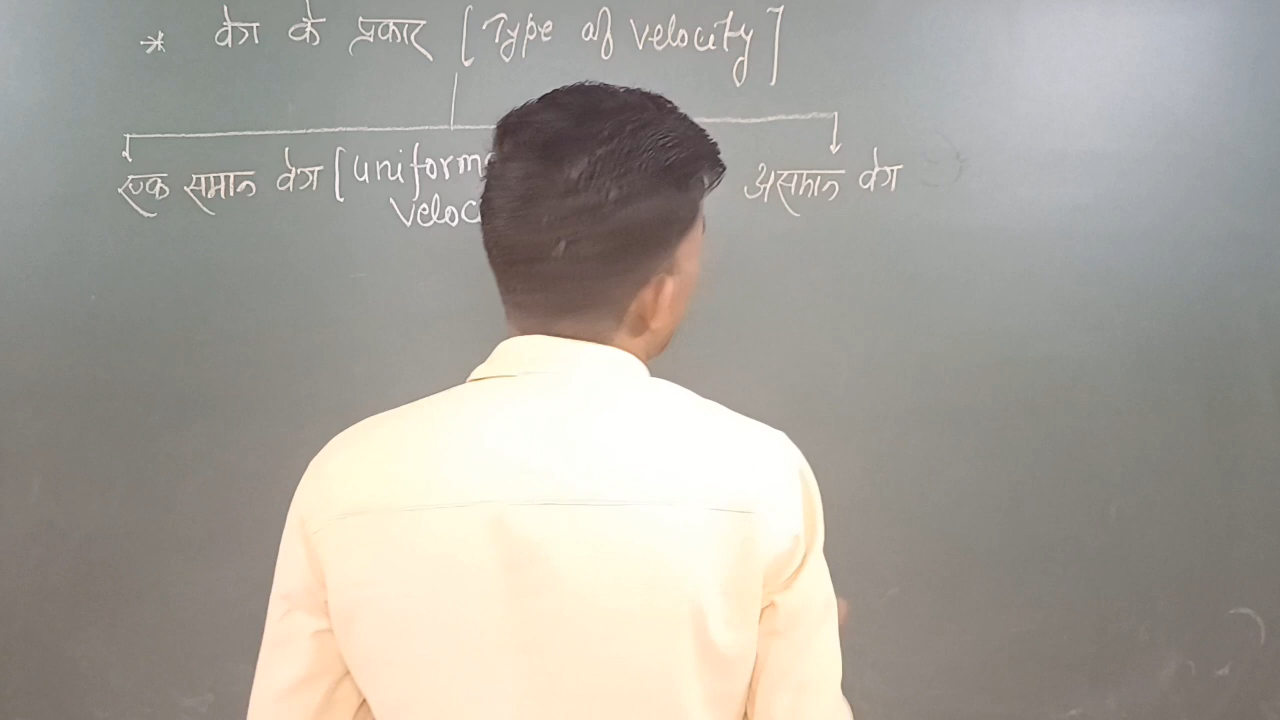 * वेग के प्रकार [Type of velocity]
एक समान वेग [uniform
veloc
असमान वेग